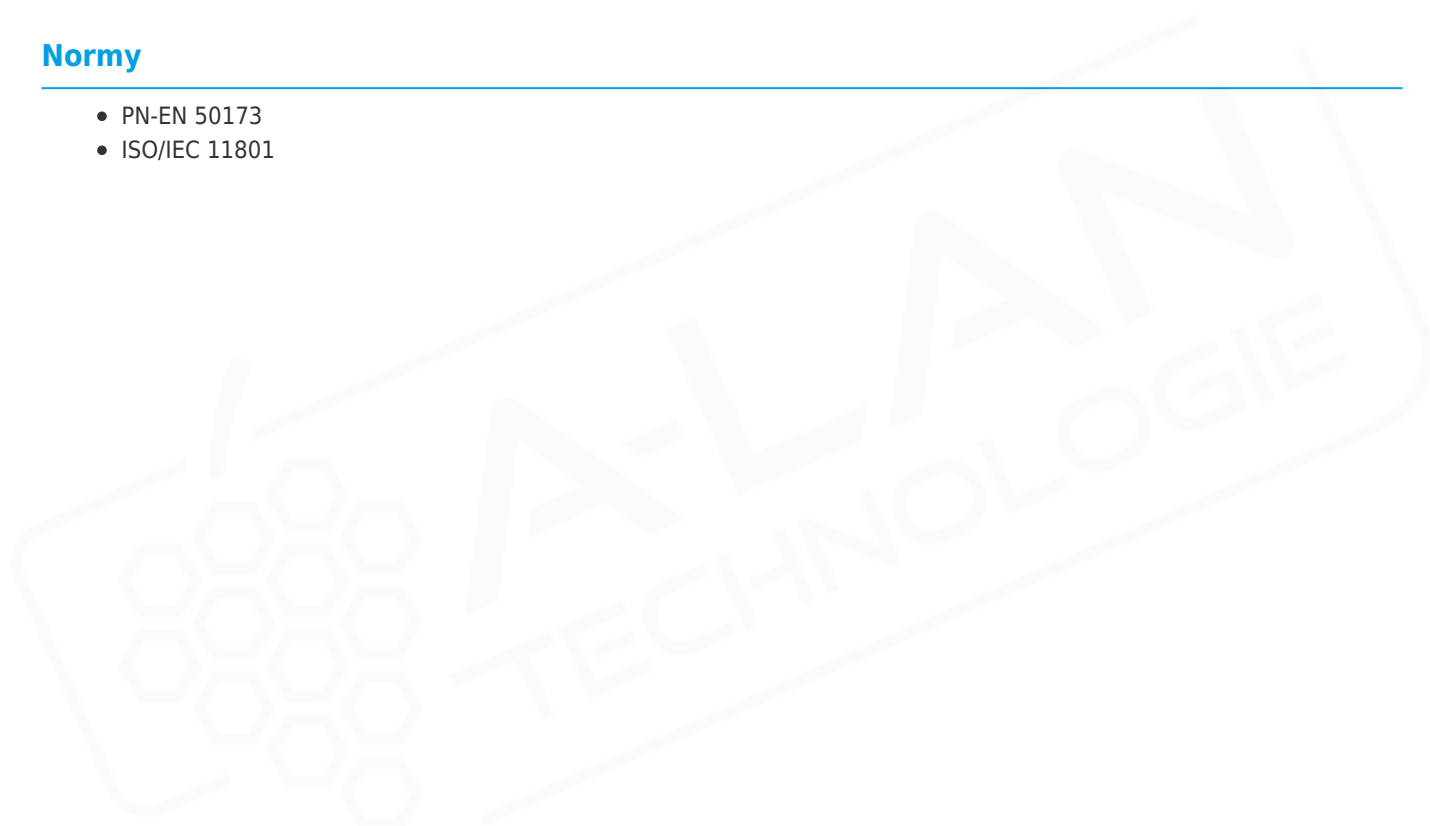 Normy
• PN-EN 50173
• ISO/IEC 11801
A-LAN
TECHNOLOGIE